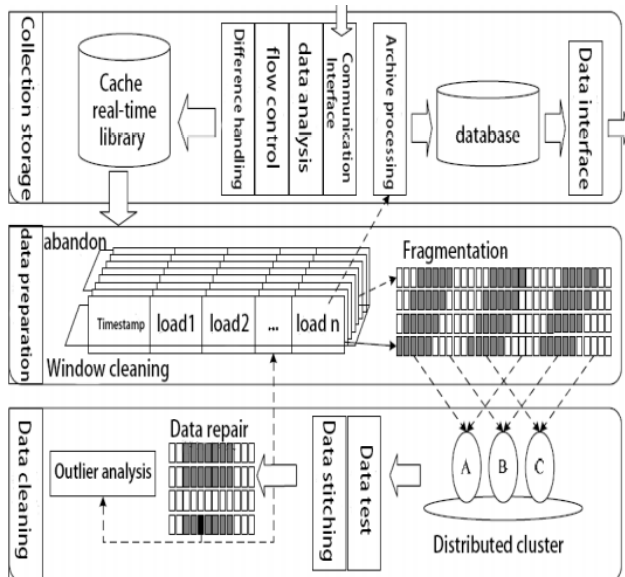 Collection storage
Cache
real-time
library
Difference handling
flow control
data analysis
Communication
Interface
Archive processing
database
Data interface
data preparation
abandon
Timestamp
load1
load2
...
load n
Window cleaning
Fragmentation
Data cleaning
Outlier analysis
Data repair
Data stitching
Data test
A
B
C
Distributed cluster